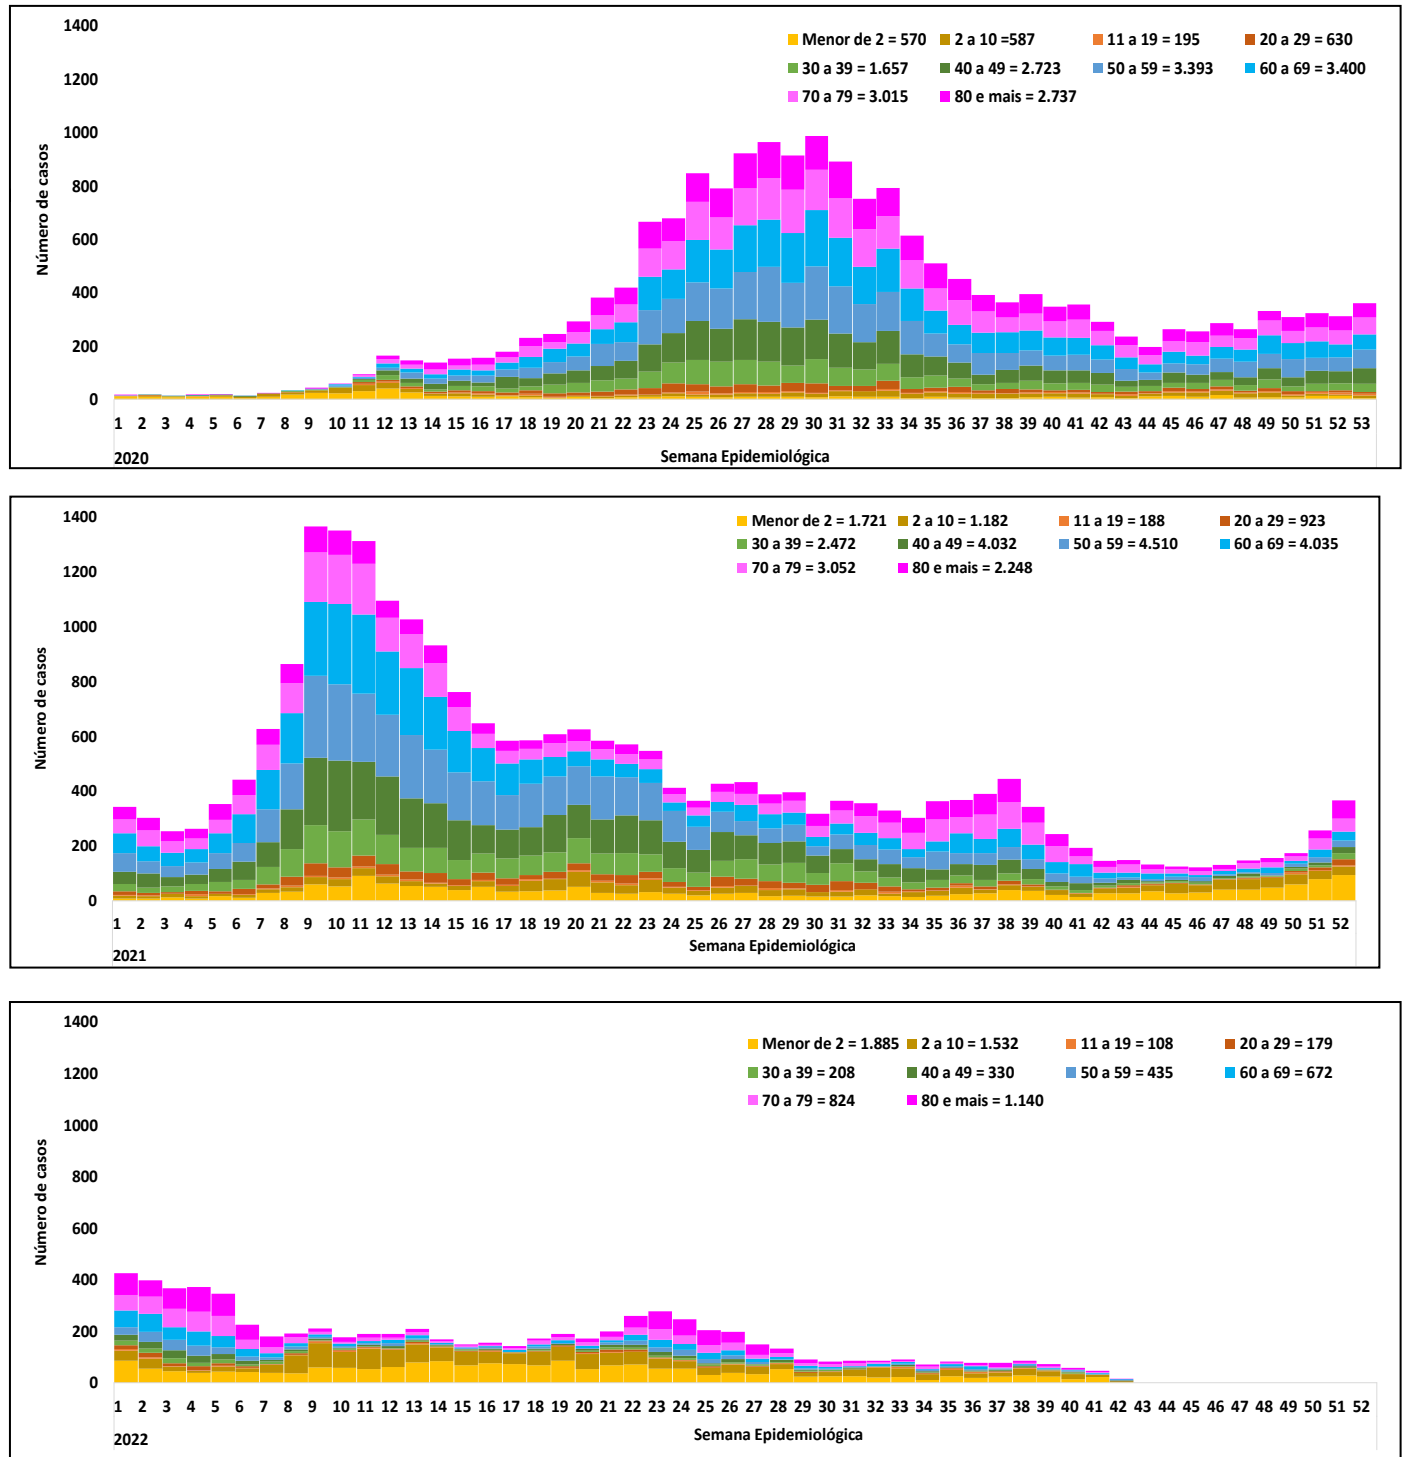 1400
Menor de 2 = 570 2 a 10 =587 11 a 19 = 195 20 a 29 = 630
30 a 39 = 1.657 40 a 49 = 2.723 50 a 59 = 3.393 60 a 69 = 3.400
70 a 79 = 3.015 80 e mais = 2.737
1200
1000
800
600
400
200
0
Número de casos
1 2 3 4 5 6 7 8 9 10 11 12 13 14 15 16 17 18 19 20 21 22 23 24 25 26 27 28 29 30 31 32 33 34 35 36 37 38 39 40 41 42 43 44 45 46 47 48 49 50 51 52 53
2020
Semana Epidemiológica
1400
Menor de 2 = 1.721 2 a 10 = 1.182 11 a 19 = 188 20 a 29 = 923
30 a 39 = 2.472 40 a 49 = 4.032 50 a 59 = 4.510 60 a 69 = 4.035
70 a 79 = 3.052 80 e mais = 2.248
1200
1000
800
600
400
200
0
Número de casos
1 2 3 4 5 6 7 8 9 10 11 12 13 14 15 16 17 18 19 20 21 22 23 24 25 26 27 28 29 30 31 32 33 34 35 36 37 38 39 40 41 42 43 44 45 46 47 48 49 50 51 52
Semana Epidemiológica
2021
1400
Menor de 2 = 1.885 2 a 10 = 1.532 11 a 19 = 108 20 a 29 = 179
30 a 39 = 208 40 a 49 = 330 50 a 59 = 435 60 a 69 = 672
70 a 79 = 824 80 e mais = 1.140
1200
1000
800
600
400
200
0
Número de casos
1 2 3 4 5 6 7 8 9 10 11 12 13 14 15 16 17 18 19 20 21 22 23 24 25 26 27 28 29 30 31 32 33 34 35 36 37 38 39 40 41 42 43 44 45 46 47 48 49 50 51 52
2022
Semana Epidemiológica